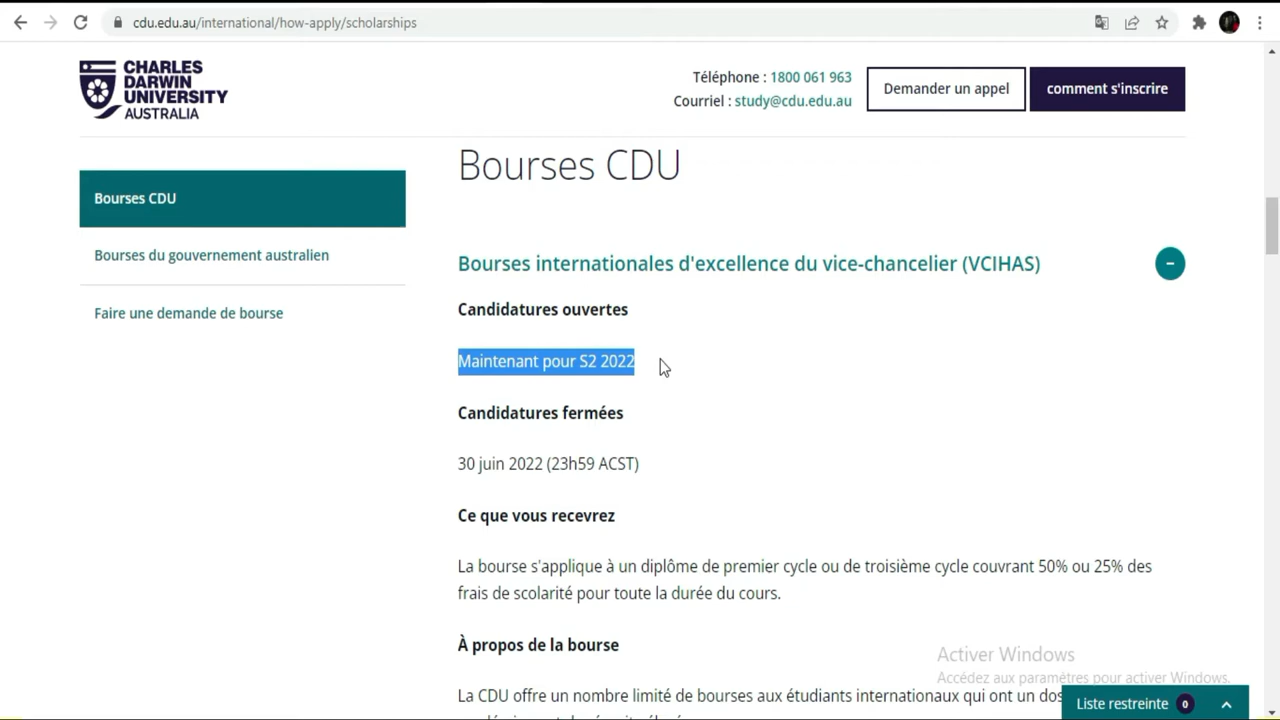 cdu.edu.au/international/how-apply/scholarships
CHARLES
DARWIN
UNIVERSITY
AUSTRALIA
Téléphone : 1800 061 963
Courriel : study@cdu.edu.au
Demander un appel
comment s'inscrire
Bourses CDU
Bourses du gouvernement australien
Faire une demande de bourse
Bourses CDU
Bourses internationales d'excellence du vice-chancelier (VCIHAS)
Candidatures ouvertes
Maintenant pour S2 2022
Candidatures fermées
30 juin 2022 (23h59 ACST)
Ce que vous recevrez
La bourse s'applique à un diplôme de premier cycle ou de troisième cycle couvrant 50% ou 25% des
frais de scolarité pour toute la durée du cours.
À propos de la bourse
La CDU offre un nombre limité de bourses aux étudiants internationaux qui ont un dos
Activer Windows
Accédez aux paramètres pour activer Windows.
Liste restreinte 0